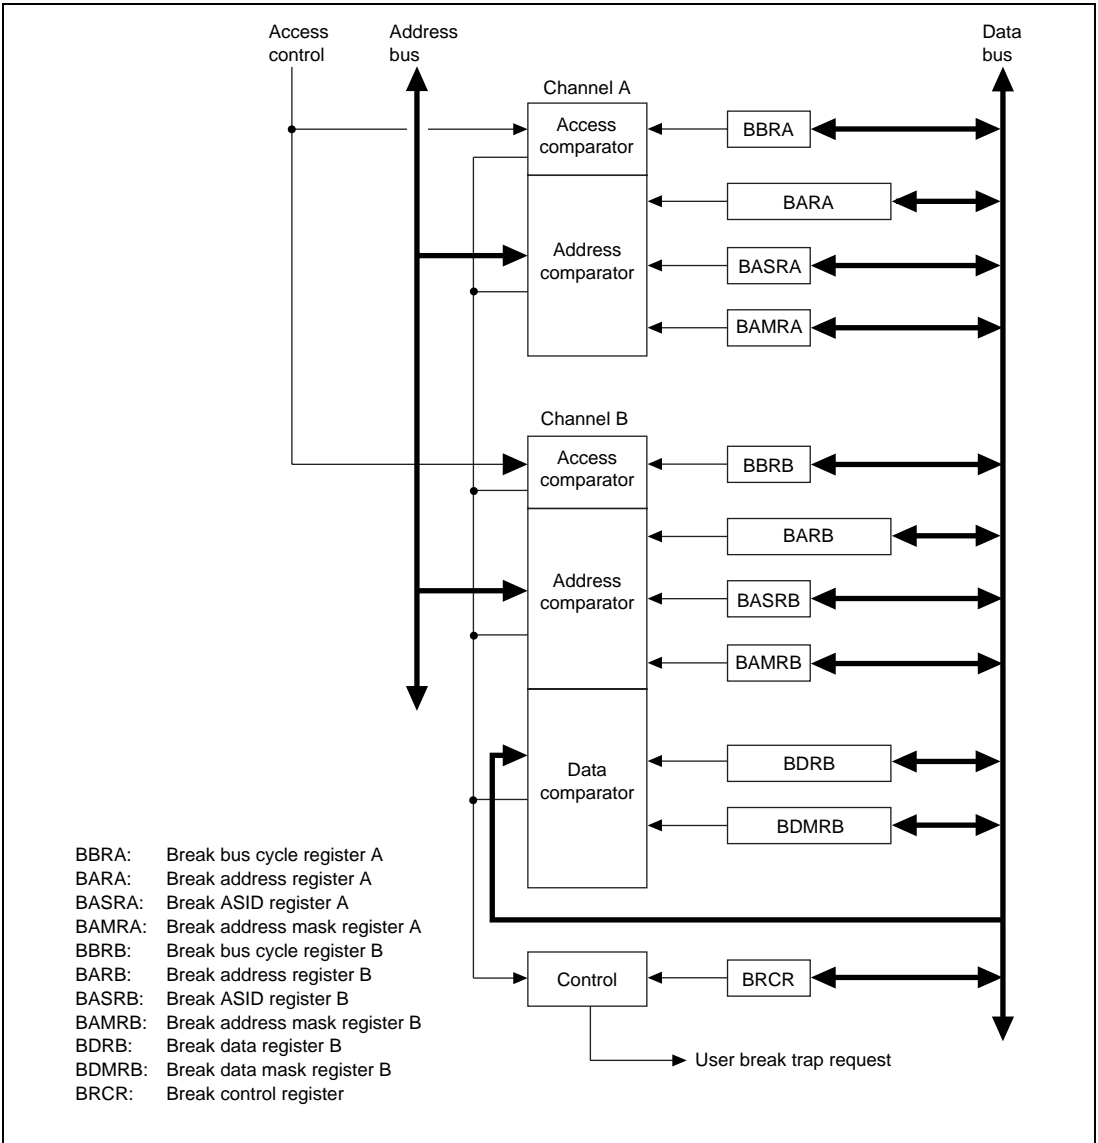 Access
control
Address
bus
Data
bus
Channel A
Access
comparator
BBRA
BARA
Address
comparator
BASRA
BAMRA
Channel B
Access
comparator
BBRB
BARB
Address
comparator
BASRB
BAMRB
Data
comparator
BDRB
BDMRB
Control
BRCR
User break trap request
BBRA: Break bus cycle register A
BARA: Break address register A
BASRA: Break ASID register A
BAMRA: Break address mask register A
BBRB: Break bus cycle register B
BARB: Break address register B
BASRB: Break ASID register B
BAMRB: Break address mask register B
BDRB: Break data register B
BDMRB: Break data mask register B
BRCR: Break control register